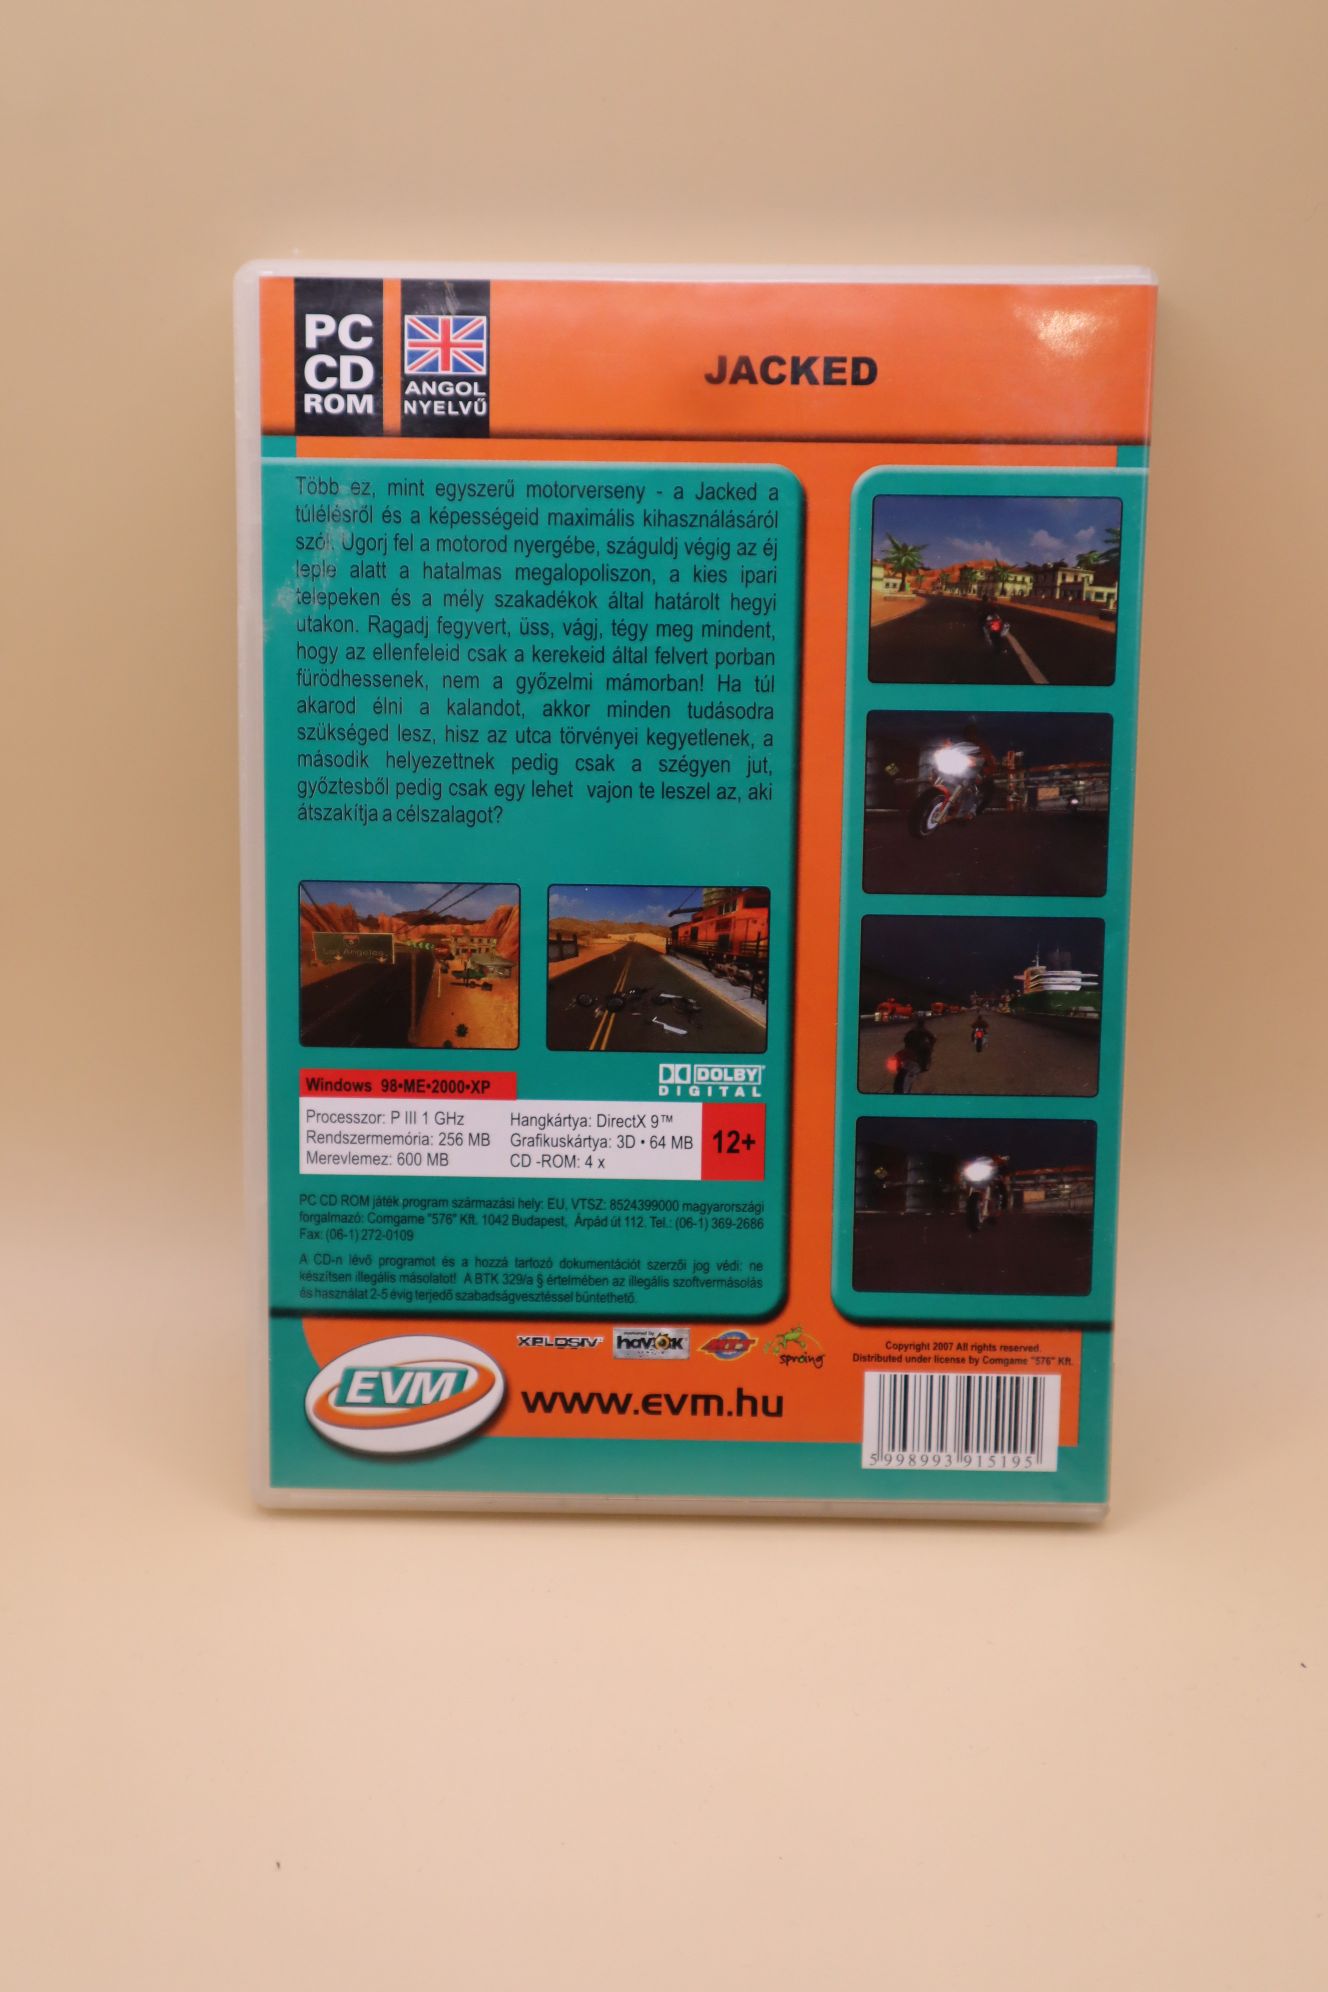 PC
CD
ROM
ANGOL
NYELVŰ
JACKED
Több ez, mint egyszerű motorverseny - a Jacked a
túlélésről és a képességeid maximális kihasználásáról
szól. Ugorj fel a motorod nyergébe, száguldj végig az éj
leple alatt a hatalmas megalopoliszon, a kies ipari
telepeken és a mély szakadékok által határolt hegyi
utakon. Ragadj fegyvert, üss, vágj, tégy meg mindent,
hogy az ellenfeleid csak a kerekeid által felvert porban
fürödhessenek, nem a győzelmi mámorban! Ha túl
akarod élni a kalandot, akkor minden tudásodra
szükséged lesz, hisz az utca törvényei kegyetlenek, a
második helyezettnek pedig csak a szégyen jut,
győztesből pedig csak egy lehet vajon te leszel az, aki
átszakítja a célszalagot?
Los Angeles
Windows 98•ME•2000•XP
DOLBY
DIGITAL
Processzor: P III 1 GHz
Rendszermemória: 256 MB
Merevlemez: 600 MB
Hangkártya: DirectX 9™
Grafikuskártya: 3D • 64 MB
CD -ROM: 4 x
12+
PC CD ROM játék program származási hely: EU, VTSZ: 8524399000 magyarországi
forgalmazó: Comgame "576" Kft. 1042 Budapest, Árpád út 112. Tel.: (06-1) 369-2686
Fax: (06-1) 272-0109
A CD-n lévő programot és a hozzá tartozó dokumentációt szerzői jog védi: ne
készítsen illegális másolatot! A BTK 329/a § értelmében az illegális szoftvermásolás
és használat 2-5 évig terjedő szabadságvesztéssel büntethető.
EVM
XPLOSIV
powered by
havok
sproing
www.evm.hu
Copyright 2007 All rights reserved.
Distributed under license by Comgame "576" Kft.
5 998993 915195